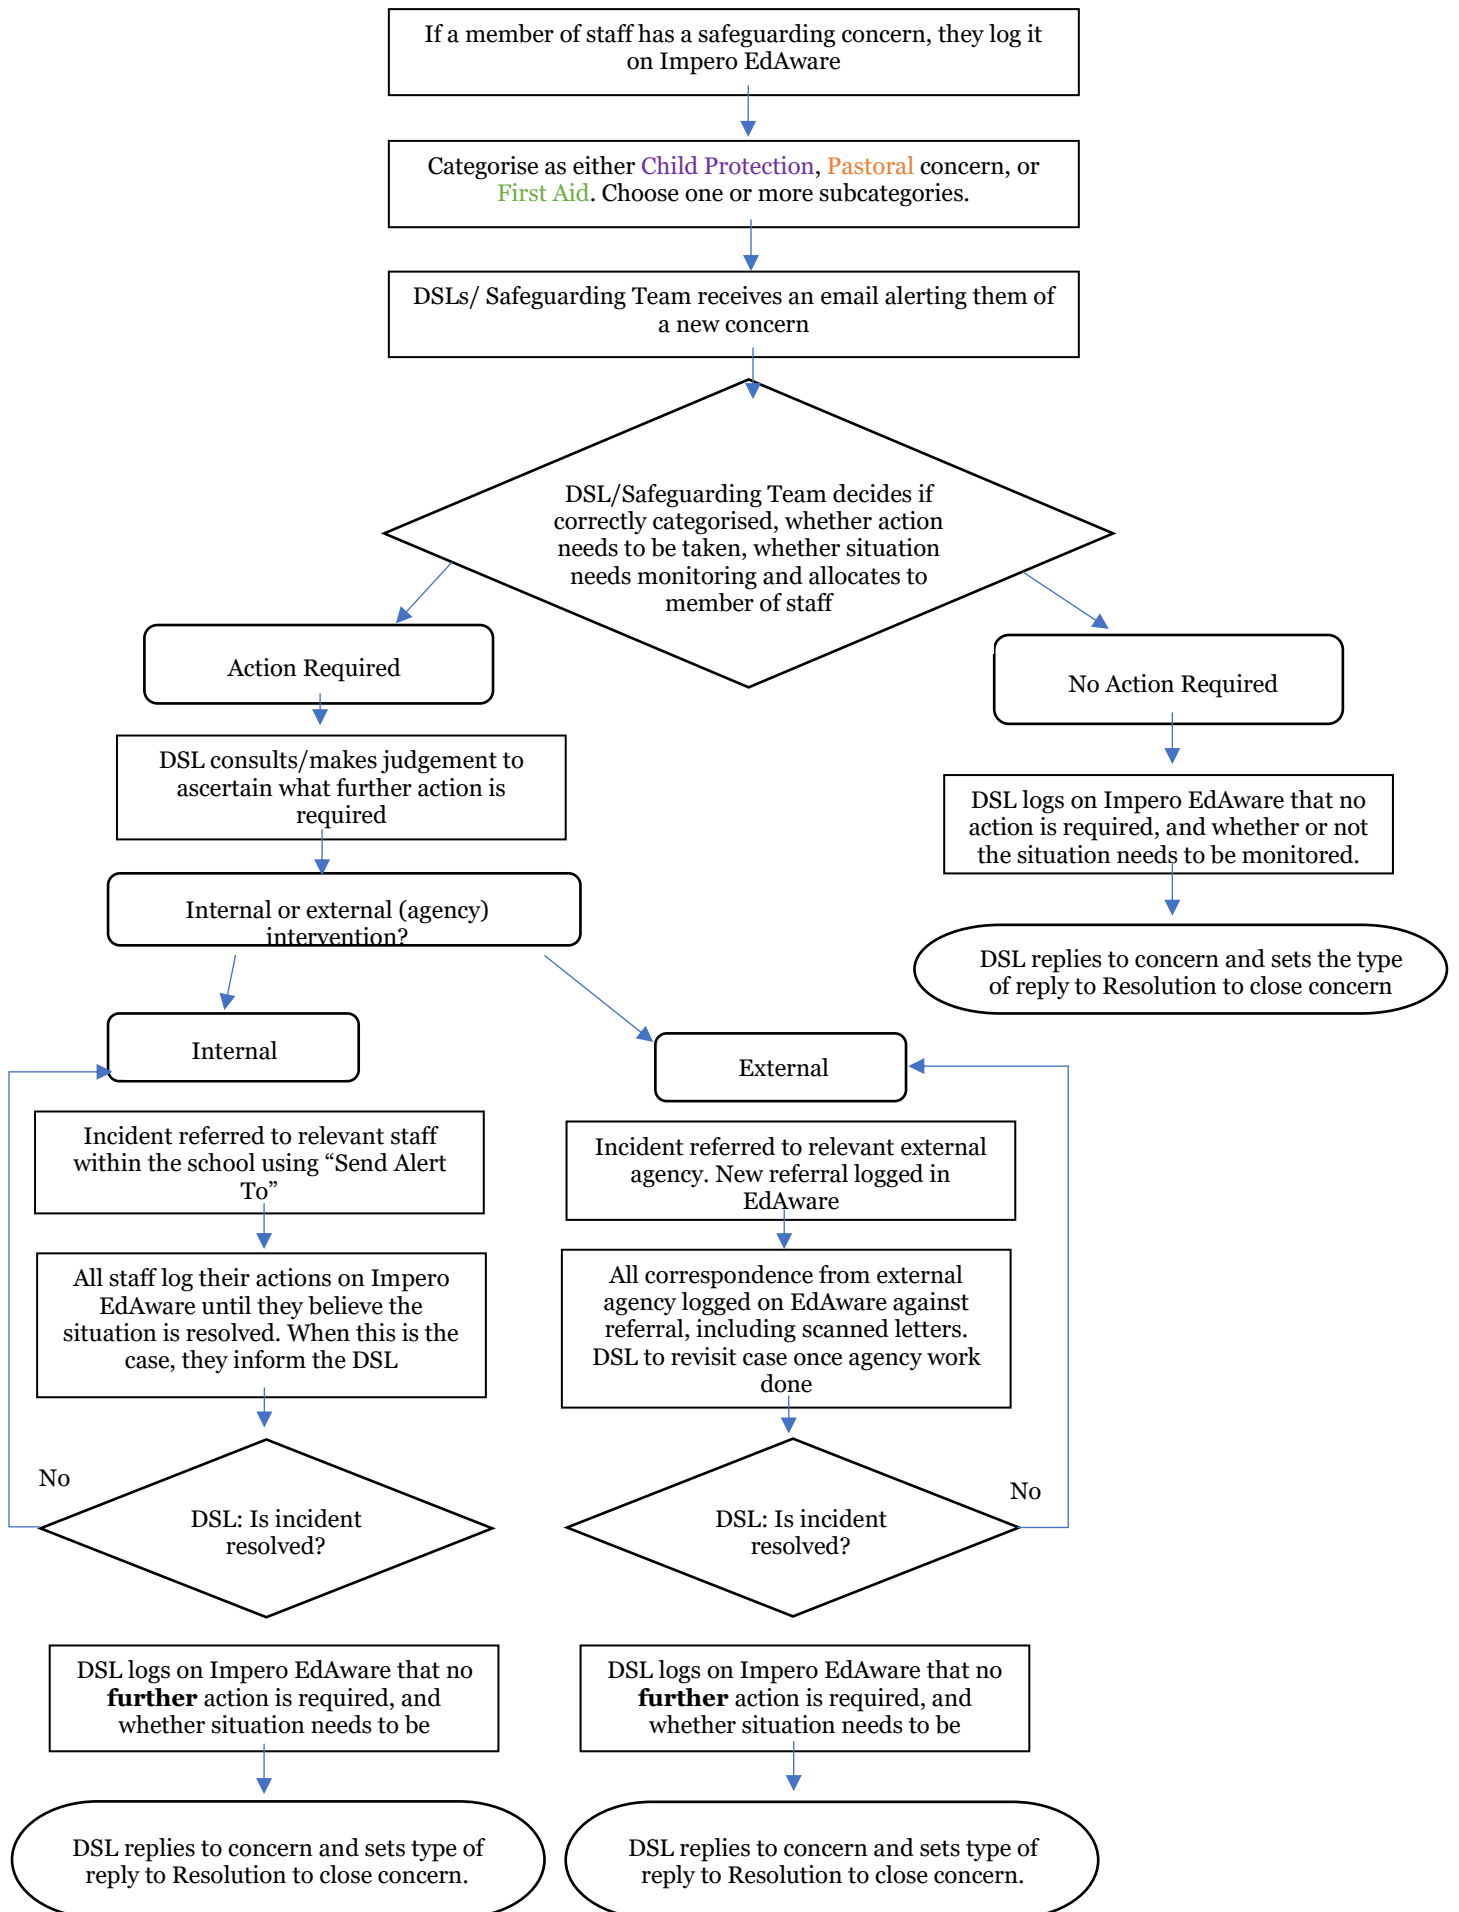 If a member of staff has a safeguarding concern, they log it
on Impero EdAware
Categorise as either Child Protection, Pastoral concern, or
First Aid. Choose one or more subcategories.
DSLs/ Safeguarding Team receives an email alerting them of
a new concern
DSL/Safeguarding Team decides if
correctly categorised, whether action
needs to be taken, whether situation
needs monitoring and allocates to
member of staff
Action Required
No Action Required
DSL consults/makes judgement to
ascertain what further action is
required
DSL logs on Impero EdAware that no
action is required, and whether or not
the situation needs to be monitored.
Internal or external (agency)
intervention?
DSL replies to concern and sets the type
of reply to Resolution to close concern
Internal
External
Incident referred to relevant staff
within the school using “Send Alert
To”
Incident referred to relevant external
agency. New referral logged in
EdAware
All staff log their actions on Impero
EdAware until they believe the
situation is resolved. When this is the
case, they inform the DSL
All correspondence from external
agency logged on EdAware against
referral, including scanned letters.
DSL to revisit case once agency work
done
No
DSL: Is incident
resolved?
No
DSL: Is incident
resolved?
DSL logs on Impero EdAware that no
further action is required, and
whether situation needs to be
DSL logs on Impero EdAware that no
further action is required, and
whether situation needs to be
DSL replies to concern and sets type of
reply to Resolution to close concern.
DSL replies to concern and sets type of
reply to Resolution to close concern.